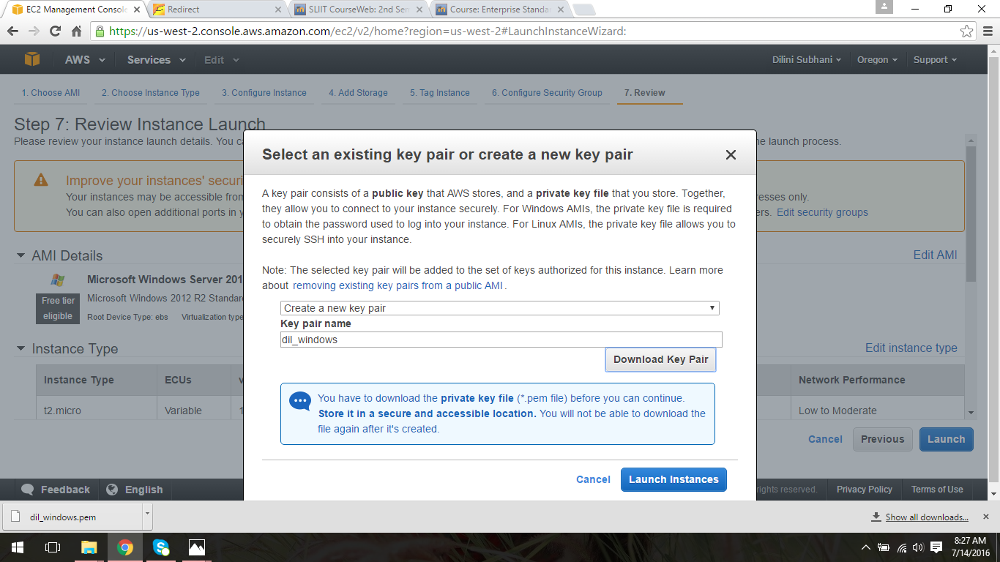 EC2 Management Console
Redirect
SLIIT CourseWeb: 2nd Sem
Course: Enterprise Standa
https://us-west-2.console.aws.amazon.com/ec2/v2/home?region=us-west-2#LaunchInstanceWizard:
AWS Services Edit Dilini Subhani Oregon Support
1. Choose AMI 2. Choose Instance Type 3. Configure Instance 4. Add Storage 5. Tag Instance 6. Configure Security Group 7. Review
Step 7: Review Instance Launch
Please review your instance launch details. You ca
he launch process.
Improve your instances' securi
Your instances may be accessible from
resses only.
You can also open additional ports in y
ers. Edit security groups
AMI Details
Edit AMI
Microsoft Windows Server 201
Free tier
eligible
Microsoft Windows 2012 R2 Standar
Root Device Type: ebs Virtualization type
Instance Type
Edit instance type
Instance Type ECUs v Network Performance
t2.micro Variable 1 Low to Moderate
Cancel Previous Launch
Select an existing key pair or create a new key pair
A key pair consists of a public key that AWS stores, and a private key file that you store. Together,
they allow you to connect to your instance securely. For Windows AMIs, the private key file is required
to obtain the password used to log into your instance. For Linux AMIs, the private key file allows you to
securely SSH into your instance.
Note: The selected key pair will be added to the set of keys authorized for this instance. Learn more
about removing existing key pairs from a public AMI .
Create a new key pair
Key pair name
dil_windows
Download Key Pair
You have to download the private key file (*.pem file) before you can continue.
Store it in a secure and accessible location. You will not be able to download the
file again after it's created.
Cancel Launch Instances
Feedback English
rights reserved. Privacy Policy Terms of Use
dil_windows.pem
Show all downloads...
8:27 AM
7/14/2016